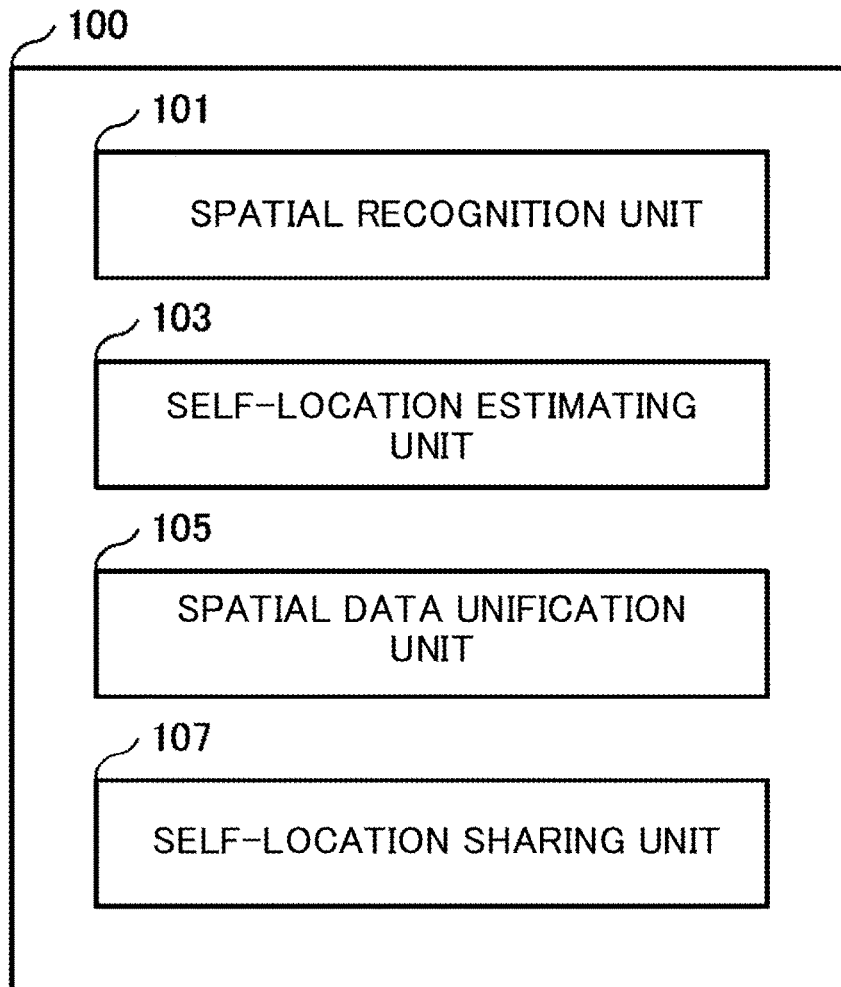 100
101
SPATIAL RECOGNITION UNIT
103
SELF-LOCATION ESTIMATING
UNIT
105
SPATIAL DATA UNIFICATION
UNIT
107
SELF-LOCATION SHARING UNIT